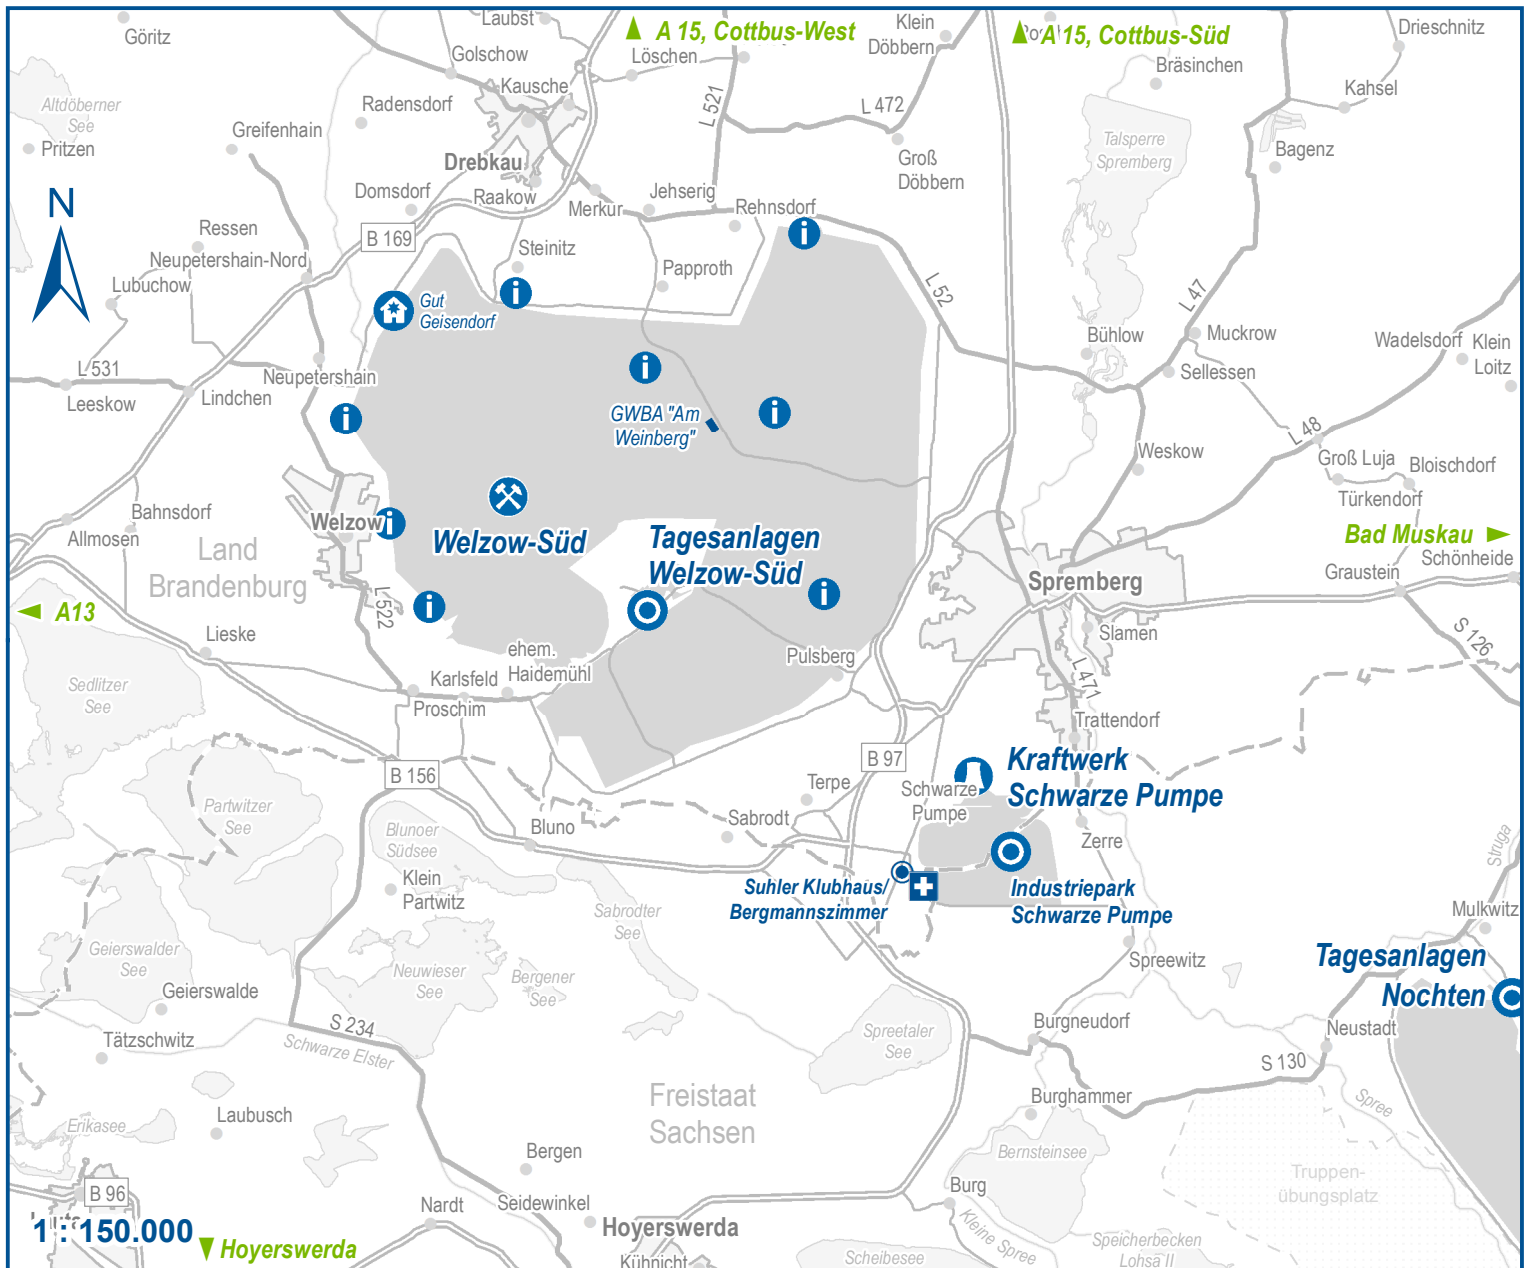 Göritz
Laubst
A 15, Cottbus-West
Klein
Döbbern
A 15, Cottbus-Süd
Drieschnitz
Golschow
Löschen
Bräsinchen
Kausche
Kahsel
Altdöberner
See
Radensdorf
L 521
L 472
Greifenhain
Pritzen
Drebkau
Groß
Döbbern
Talsperre
Spremberg
Bagenz
Domsdorf
Raakow
Jehserig
Merkur
Rehnsdorf
N
Ressen
B 169
Steinitz
Neupetershain-Nord
Papproth
Lubuchow
L 52
L 47
Gut
Geisendorf
Bühlow
Muckrow
Wadelsdorf
Klein
Loitz
L 531
Neupetershain
Sellessen
Leeskow
Lindchen
GWBA "Am
Weinberg"
L 48
Weskow
Groß Luja
Bloischdorf
Türkendorf
Bahnsdorf
Allmosen
Welzow
Welzow-Süd
Tagesanlagen
Welzow-Süd
Bad Muskau
Schönheide
Land
Brandenburg
Spremberg
Graustein
A13
L 522
Lieske
Slamen
S 126
ehem.
Haidemühl
Pulsberg
Karlsfeld
Proschim
L 471
Sedlitzer
See
Trattendorf
B 97
Kraftwerk
Schwarze Pumpe
B 156
Terpe
Schwarze
Pumpe
Partwitzer
See
Sabrodt
Bluno
Blunoer
Südsee
Zerre
Struga
Klein
Partwitz
Suhler Klubhaus/
Bergmannszimmer
Industriepark
Schwarze Pumpe
Sabrodter
See
Mulkwitz
Geierswalder
See
Neuwieser
See
Bergener
See
Spreewitz
Tagesanlagen
Nochten
Geierswalde
S 234
Spreetaler
See
Burgneudorf
Neustadt
Tätzschwitz
Schwarze Elster
S 130
Freistaat
Sachsen
Burghammer
Spree
Laubusch
Erikasee
Bergen
Bernsteinsee
Truppen-
übungsplatz
B 96
Nardt
Seidewinkel
Burg
1 : 150.000
Hoyerswerda
Hoyerswerda
Kleine Spree
Kühnicht
Scheibesee
Speicherbecken
Lohsa II